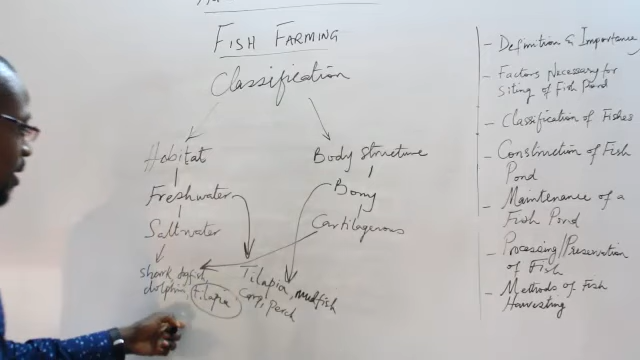 FISH FARMING
Classification
Habitat
Body structure
Freshwater
Bony
Saltwater
Cartilagenous
shark, dogfish
dolphin, tilapia
Tilapia, mudfish
Carp, Perch
- Definition & Importance
- Factors Necessary for
Siting of Fish Pond
- Classification of Fishes
- Construction of Fish
Pond
- Maintenance of a
Fish Pond
- Processing/Preservation
of Fish
- Methods of Fish
Harvesting